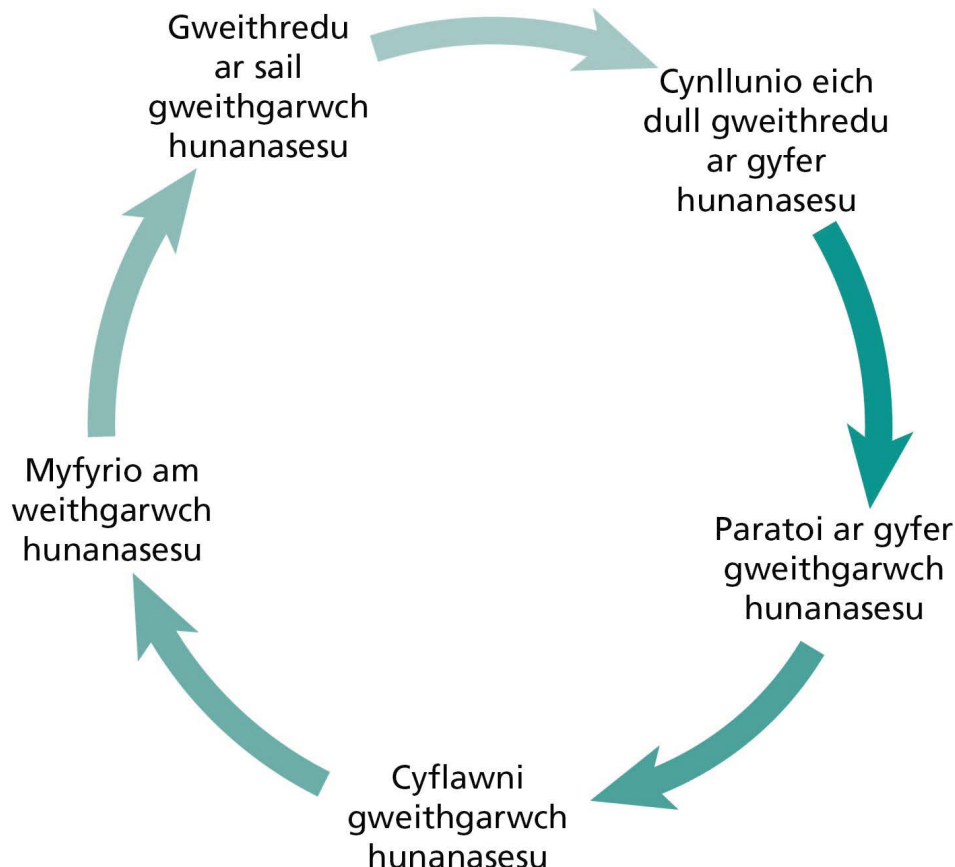 Gweithredu
ar sail
gweithgarwch
hunanasesu
Cynllunio eich
dull gweithredu
ar gyfer
hunanasesu
Paratoi ar gyfer
gweithgarwch
hunanasesu
Cyflawni
gweithgarwch
hunanasesu
Myfyrio am
weithgarwch
hunanasesu